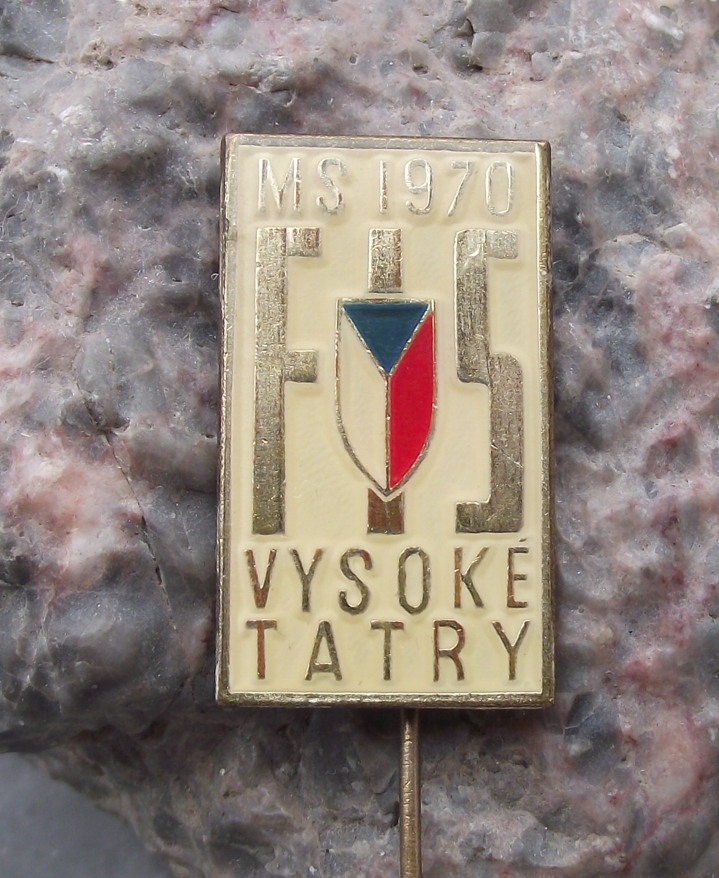 MS 1970
FIS
VYSOKÉ
TATRY